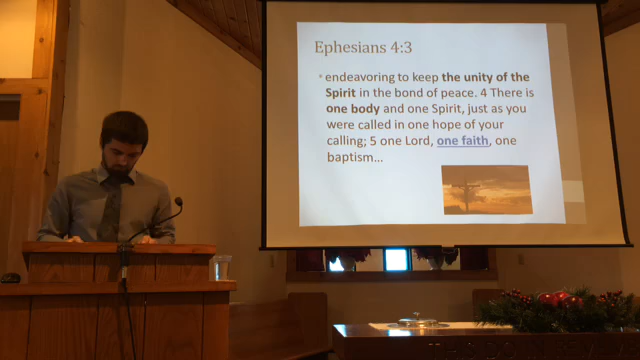 Ephesians 4:3
endeavoring to keep the unity of the
Spirit in the bond of peace. 4 There is
one body and one Spirit, just as you
were called in one hope of your
calling; 5 one Lord, one faith, one
baptism...